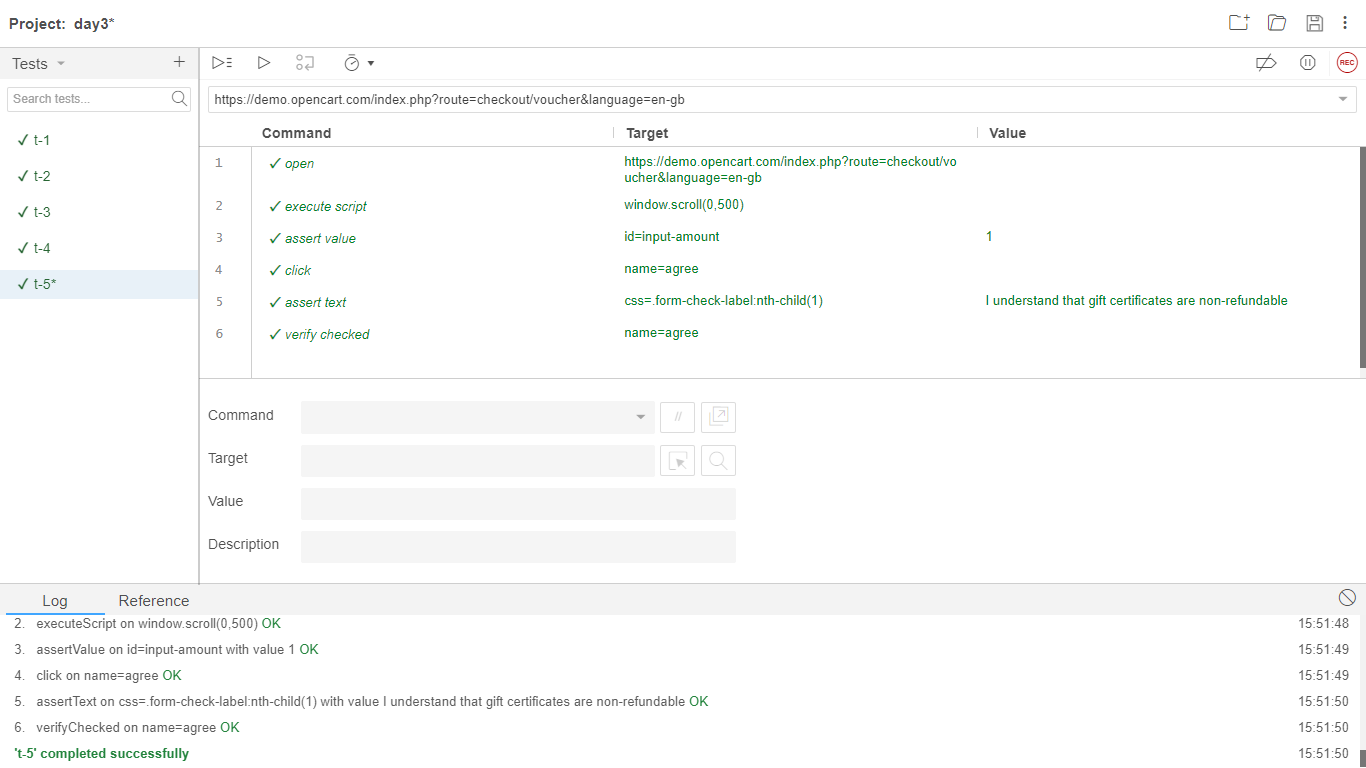 Project: day3*
Tests
Search tests...
✓ t-1
✓ t-2
✓ t-3
✓ t-4
✓ t-5*
REC
https://demo.opencart.com/index.php?route=checkout/voucher&language=en-gb
Command Target Value
1 ✓ open https://demo.opencart.com/index.php?route=checkout/vo
ucher&language=en-gb
2 ✓ execute script window.scroll(0,500)
3 ✓ assert value id=input-amount 1
4 ✓ click name=agree
5 ✓ assert text css=.form-check-label:nth-child(1) I understand that gift certificates are non-refundable
6 ✓ verify checked name=agree
Command //
Target
Value
Description
Log Reference
2. executeScript on window.scroll(0,500) OK 15:51:48
3. assertValue on id=input-amount with value 1 OK 15:51:49
4. click on name=agree OK 15:51:49
5. assertText on css=.form-check-label:nth-child(1) with value I understand that gift certificates are non-refundable OK 15:51:50
6. verifyChecked on name=agree OK 15:51:50
't-5' completed successfully 15:51:50